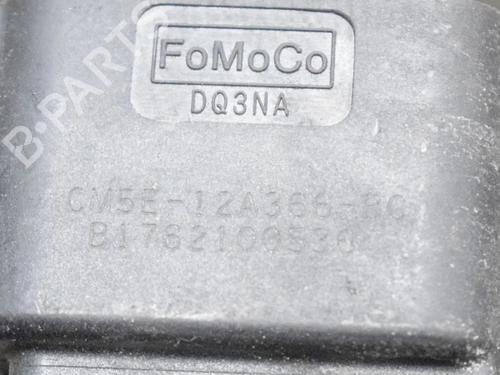 B-PARTS
FoMoCo
DQ3NA
CM5E-12A366-BC
B1762100530